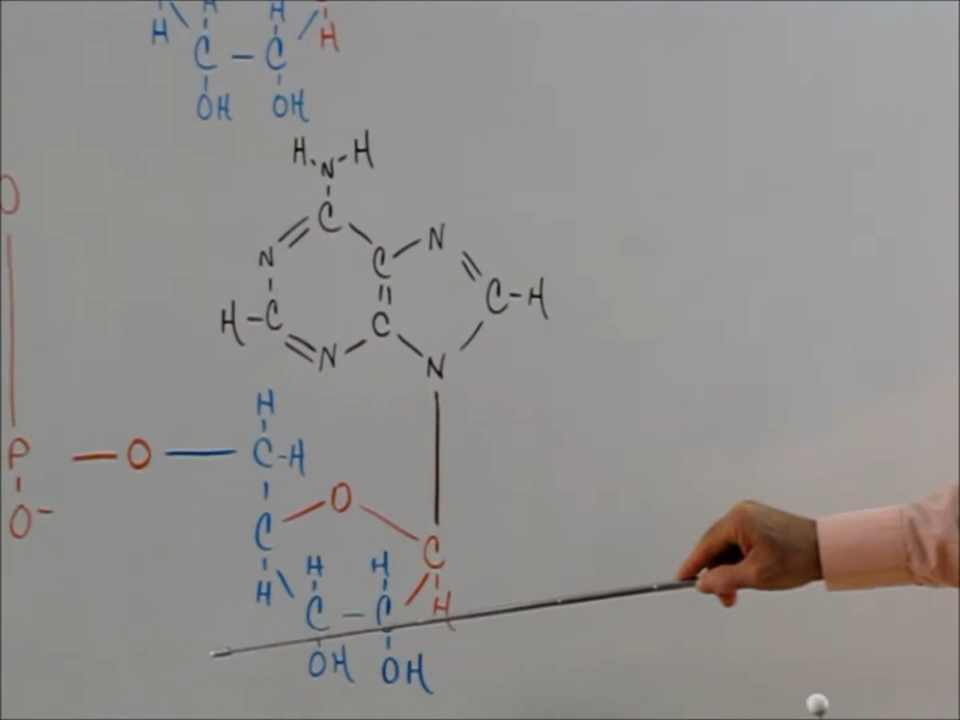 H H H H
C – C
OH OH
H N – H
O C N
N C
H – C C C – H
N N
H
P — O — C – H
O
O⁻ C C
H H H H
C – C
OH OH